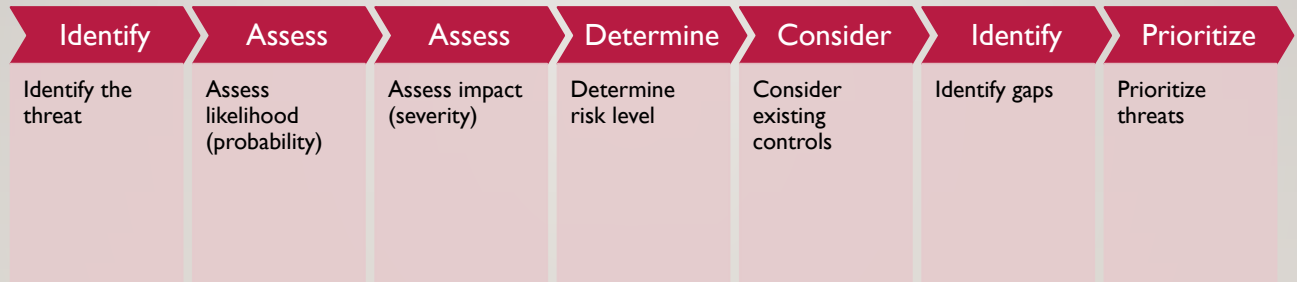 Identify
Assess
Assess
Determine
Consider
Identify
Prioritize
Identify the
threat
Assess
likelihood
(probability)
Assess impact
(severity)
Determine
risk level
Consider
existing
controls
Identify gaps
Prioritize
threats